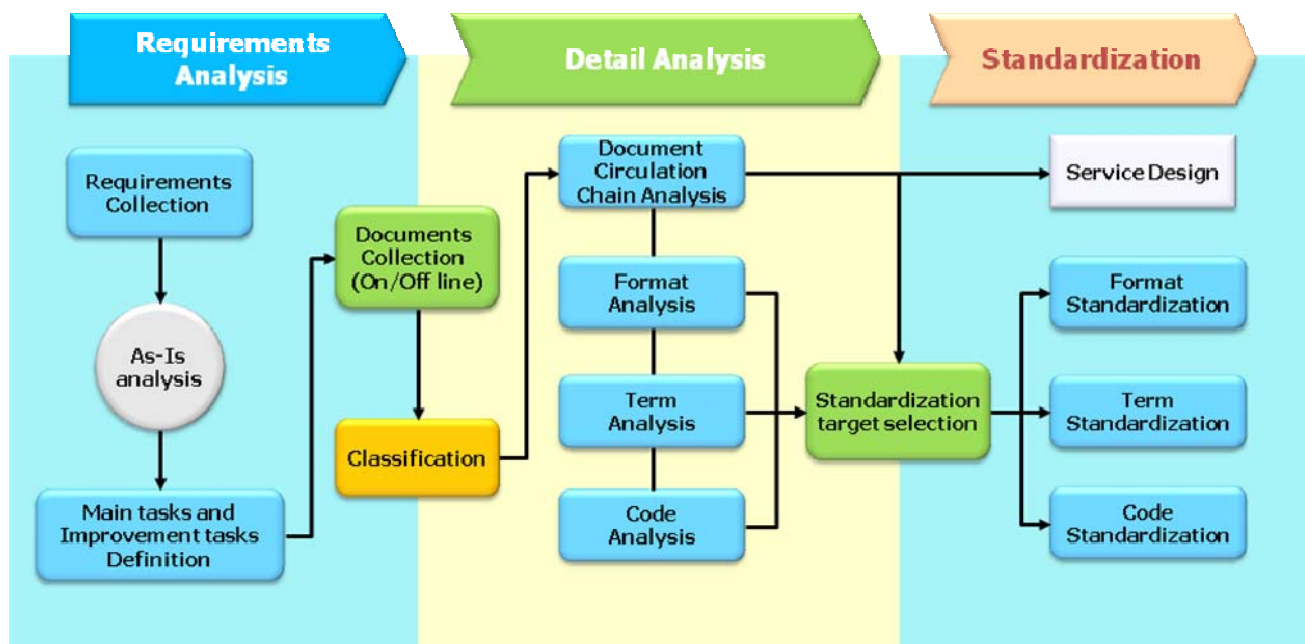 Requirements
Analysis
Detail Analysis
Standardization
Requirements
Collection
As-Is
analysis
Main tasks and
Improvement tasks
Definition
Documents
Collection
(On/Off line)
Classification
Document
Circulation
Chain Analysis
Format
Analysis
Term
Analysis
Code
Analysis
Standardization
target selection
Service Design
Format
Standardization
Term
Standardization
Code
Standardization